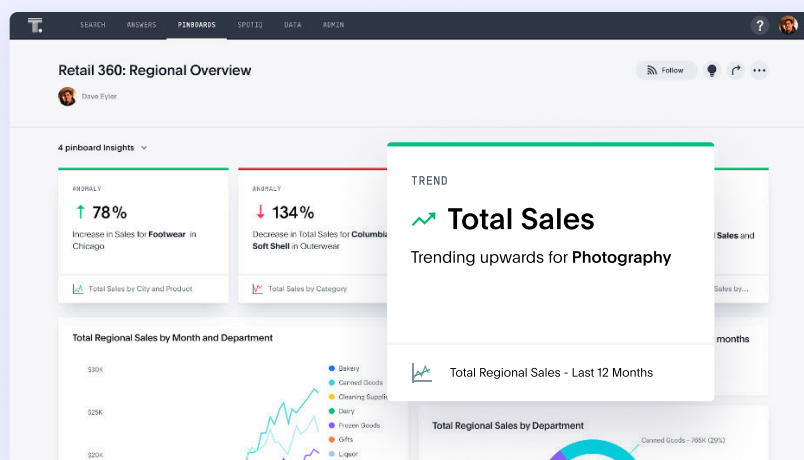 T.
SEARCH
ANSWERS
PINBOARDS
SPOTIQ
DATA
ADMIN
?
Retail 360: Regional Overview
Dave Eyler
Follow
4 pinboard Insights
ANOMALY
78%
Increase in Sales for Footwear in
Chicago
Total Sales by City and Product
ANOMALY
134%
Decrease in Total Sales for Columbia
Soft Shell in Outerwear
Total Sales by Category
TREND
Total Sales
Trending upwards for Photography
Total Regional Sales - Last 12 Months
Sales and
Sales by...
months
Total Regional Sales by Month and Department
$30K
$25K
$20K
Bakery
Canned Goods
Cleaning Supplie
Dairy
Frozen Goods
Gifts
Liquor
Total Regional Sales by Department
Canned Goods - 765K (29%)